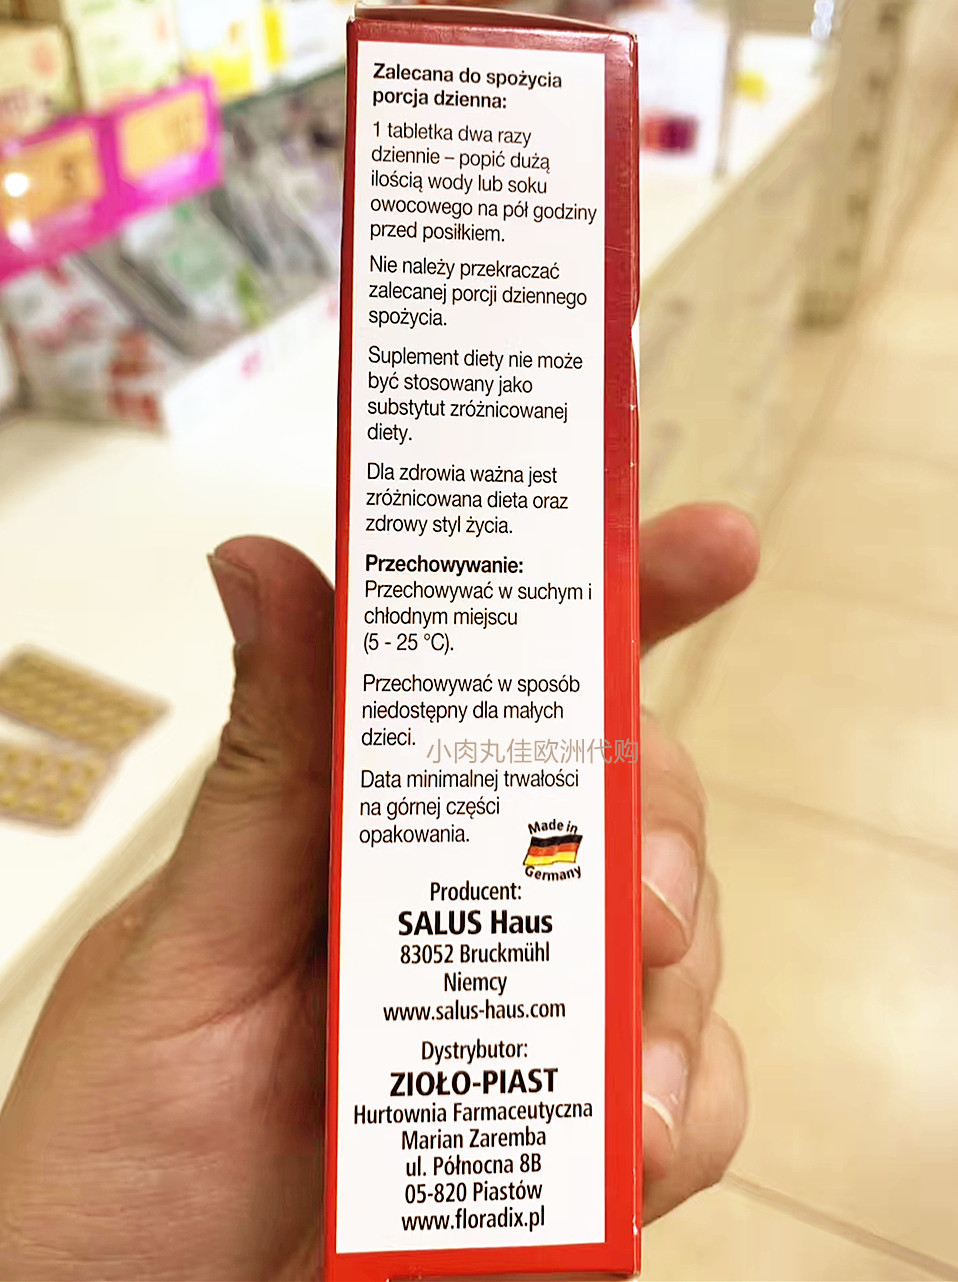 Zalecana do spożycia
porcja dzienna:
1 tabletka dwa razy
dziennie – popić dużą
ilością wody lub soku
owocowego na pół godziny
przed posiłkiem.
Nie należy przekraczać
zalecanej porcji dziennego
spożycia.
Suplement diety nie może
być stosowany jako
substytut zróżnicowanej
diety.
Dla zdrowia ważna jest
zróżnicowana dieta oraz
zdrowy styl życia.
Przechowywanie:
Przechowywać w suchym i
chłodnym miejscu
(5 - 25 °C).
Przechowywać w sposób
niedostępny dla małych
dzieci.
小肉丸佳欧洲代购
Data minimalnej trwałości
na górnej części
opakowania.
Made in
Germany
Producent:
SALUS Haus
83052 Bruckmühl
Niemcy
www.salus-haus.com
Dystrybutor:
ZIOŁO-PIAST
Hurtownia Farmaceutyczna
Marian Zaremba
ul. Północna 8B
05-820 Piastów
www.floradix.pl